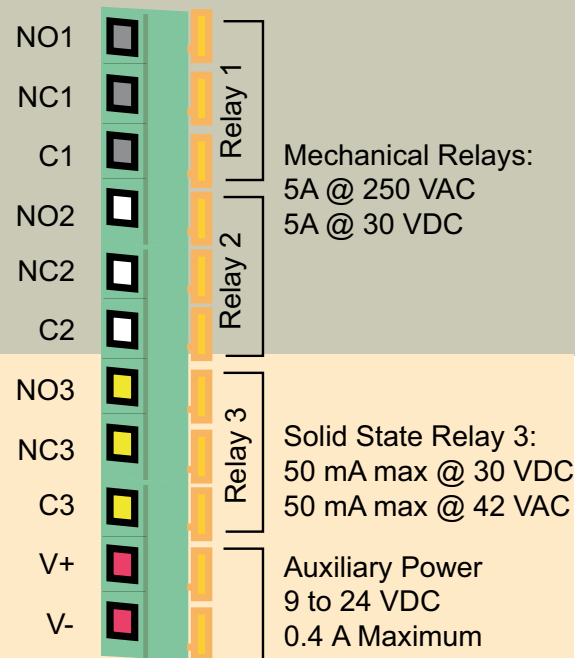 NO1
NC1
C1
Relay 1
NO2
NC2
C2
Relay 2
Mechanical Relays:
5A @ 250 VAC
5A @ 30 VDC
NO3
NC3
C3
Relay 3
Solid State Relay 3:
50 mA max @ 30 VDC
50 mA max @ 42 VAC
V+
V-
Auxiliary Power
9 to 24 VDC
0.4 A Maximum